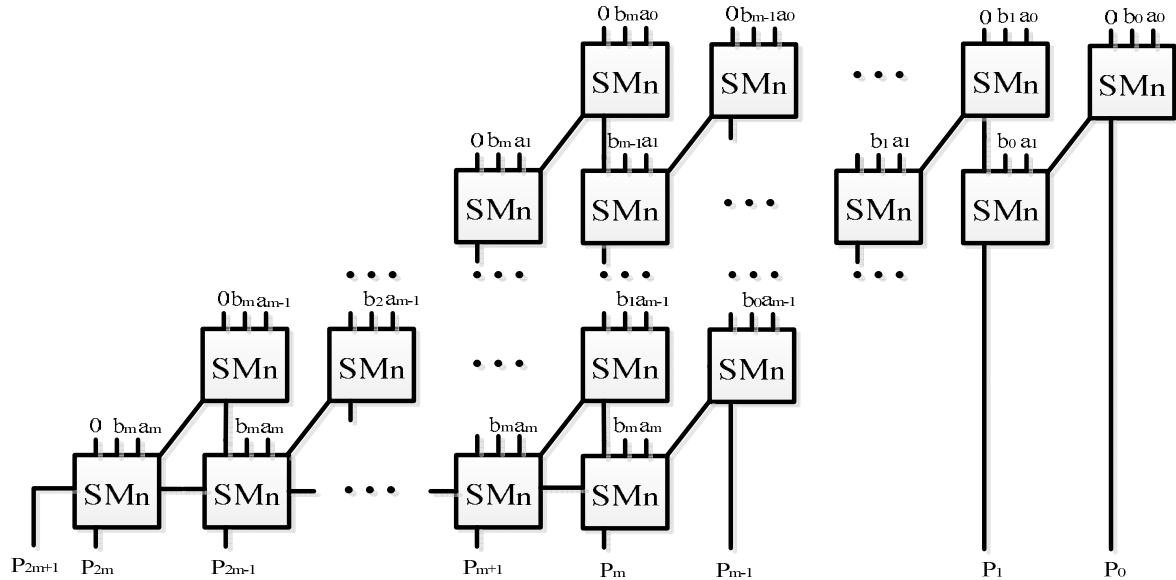 0 bₘ a₀ 0 bₘ₋₁ a₀ 0 b₁ a₀ 0 b₀ a₀
SMn SMn ... SMn SMn
0 bₘ a₁ bₘ₋₁ a₁ b₁ a₁ b₀ a₁
SMn SMn ... SMn SMn
... ... ... ... ...
0 bₘ aₘ₋₁ b₂ aₘ₋₁ b₁ aₘ₋₁ b₀ aₘ₋₁
SMn SMn ... SMn SMn
0 bₘ aₘ bₘ aₘ bₘ aₘ bₘ aₘ
SMn SMn ... SMn SMn
P₂ₘ₊₁ P₂ₘ P₂ₘ₋₁ Pₘ₊₁ Pₘ Pₘ₋₁ P₁ P₀